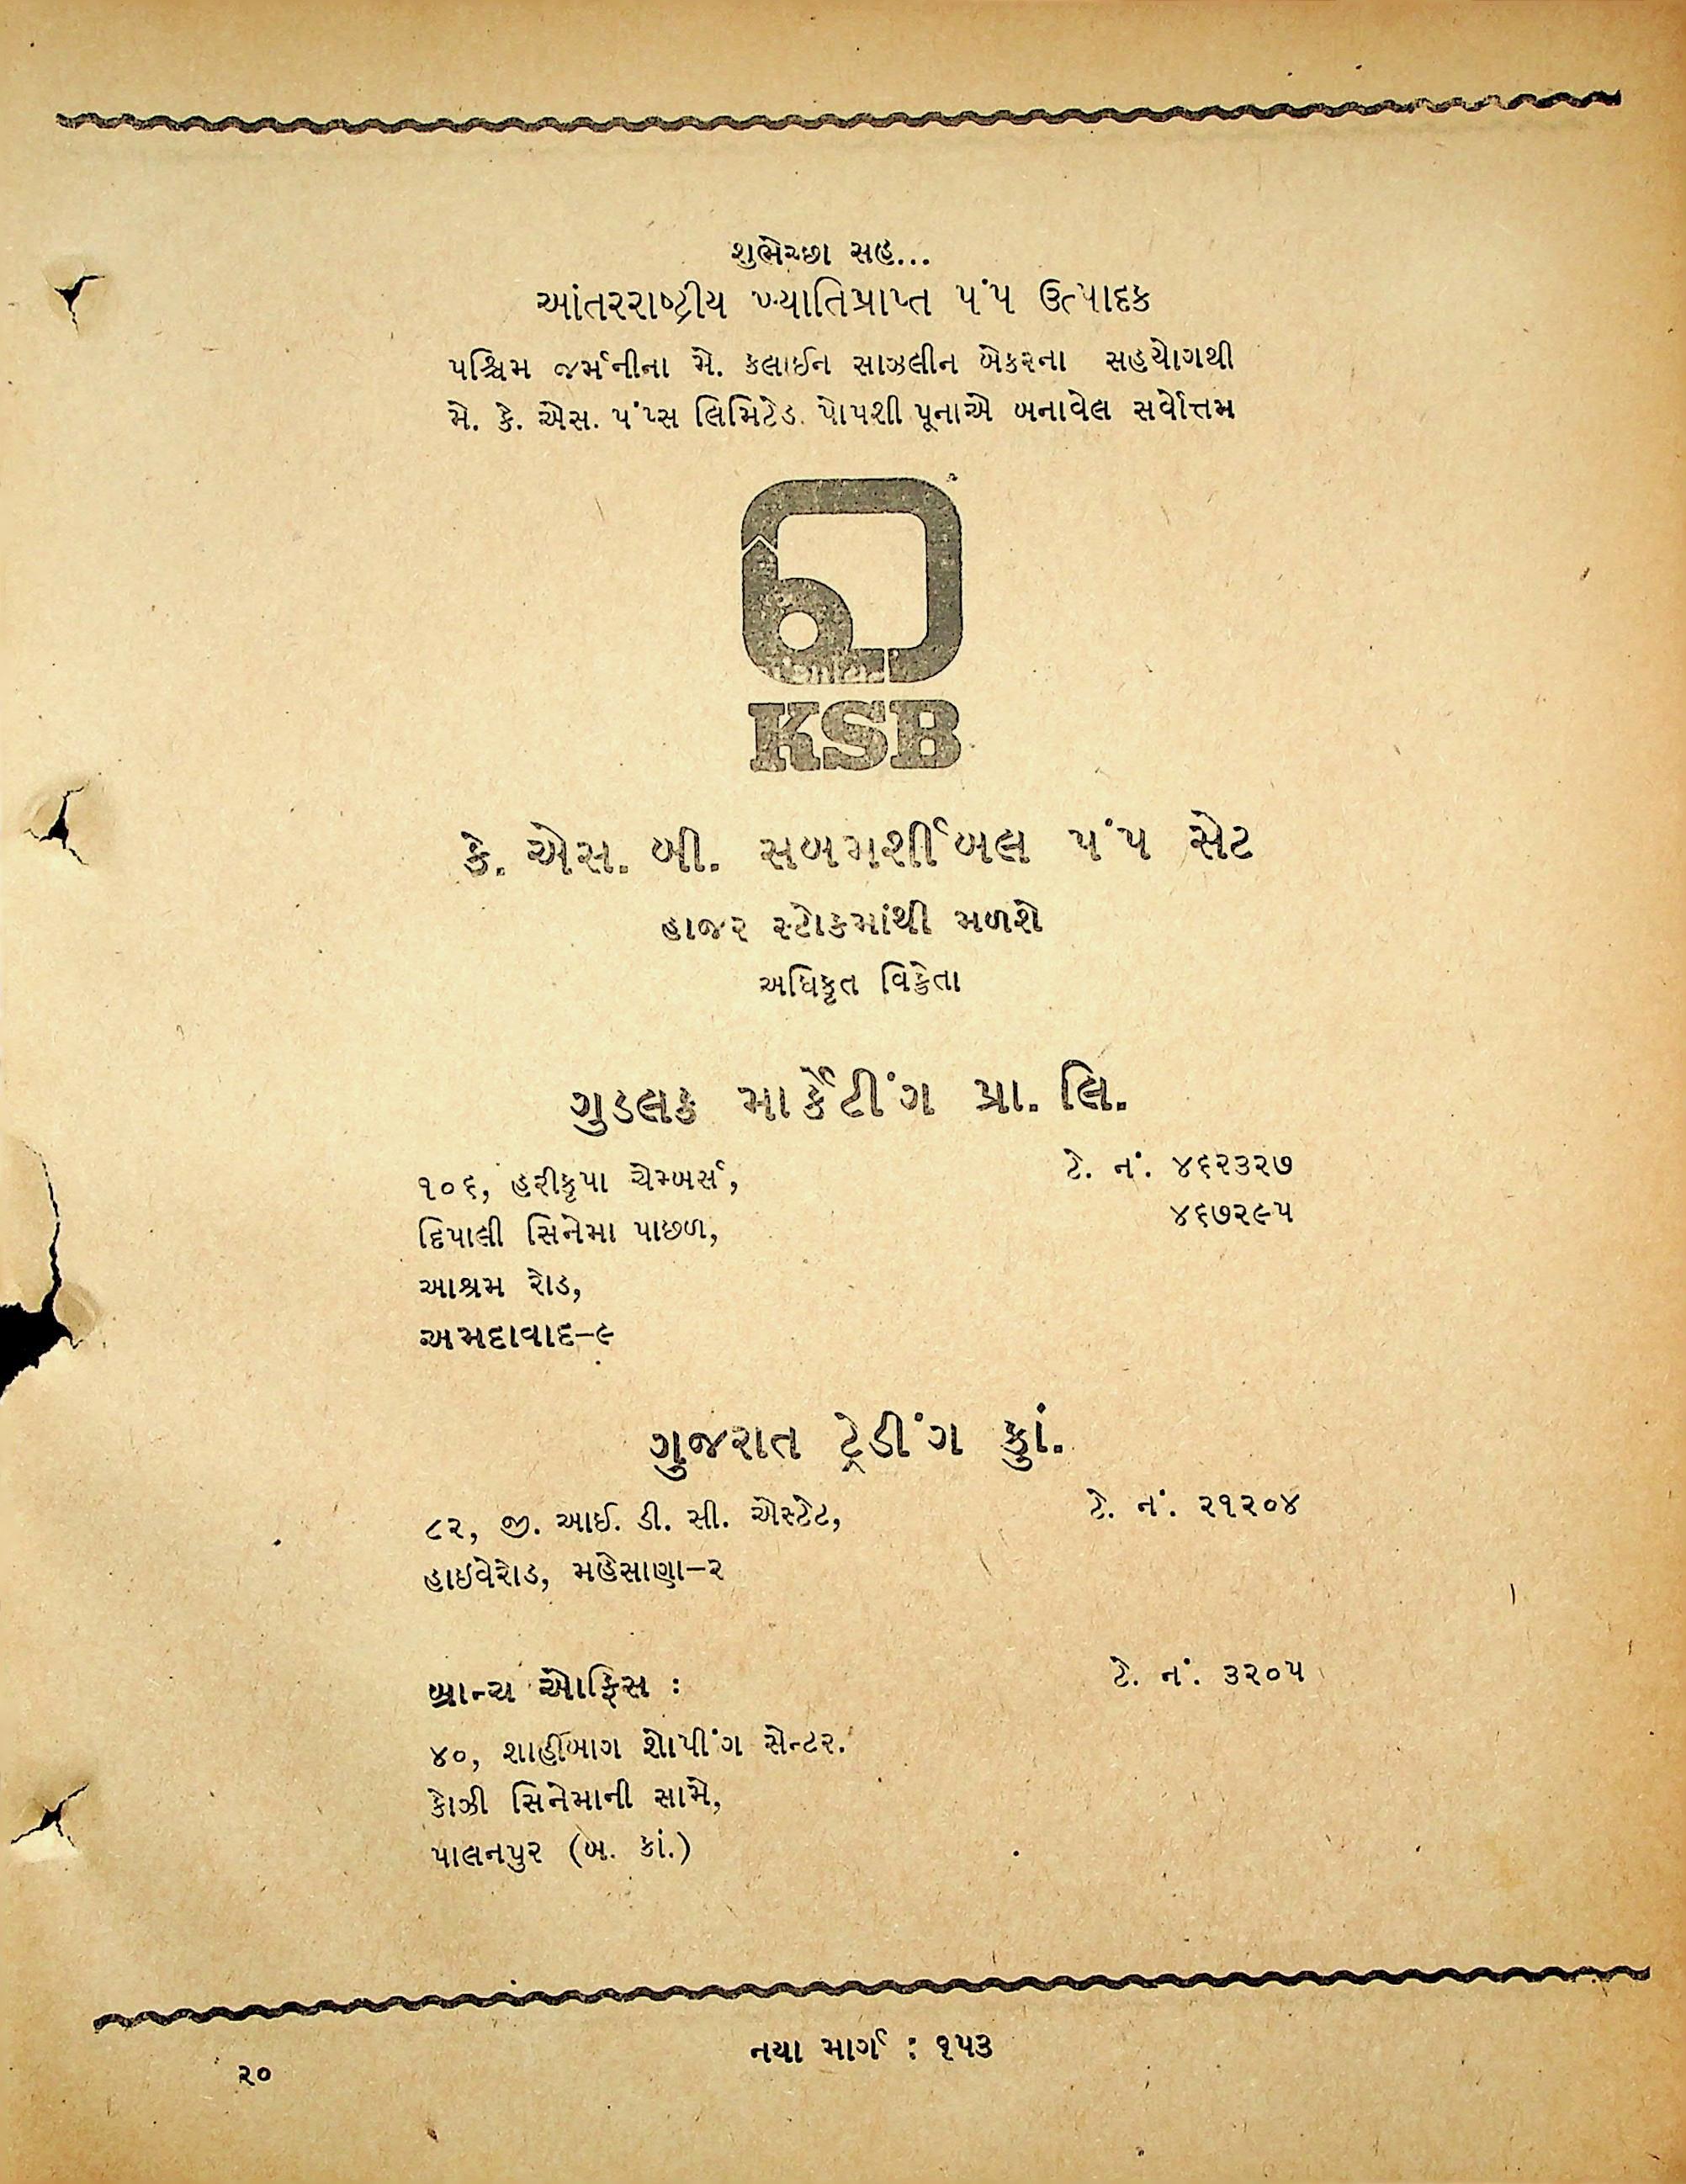 શુભેચ્છા સહ...
આંતરરાષ્ટ્રીય ખ્યાતિપ્રાપ્ત પંપ ઉત્પાદક
પશ્ચિમ જર્મનીના મે. કલાઈન સાઝલીન બેકરના સહયોગથી
મે. કે. એસ. પંપ્સ લિમિટેડ. પોપશી પૂનાએ બનાવેલ સર્વોત્તમ
KSB
કે. એસ. બી. સબમર્શીબલ પંપ સેટ
હાજર સ્ટોકમાંથી મળશે
અધિકૃત વિક્રેતા
ગુડલક માર્કેટીંગ પ્રા. લિ.
૧૦૬, હરીકૃપા ચેમ્બર્સ, ટે. નં. ૪૬૨૩૨૭
દિપાલી સિનેમા પાછળ, ૪૬૭૨૯૫
આશ્રમ રોડ,
અમદાવાદ-૯
ગુજરાત ટ્રેડીંગ કાું.
૮૨, જી. આઈ. ડી. સી. એસ્ટેટ, ટે. નં. ૨૧૨૦૪
હાઇવેરોડ, મહેસાણા-૨
બ્રાન્ચ ઓફિસ : ટે. નં. ૩૨૦૫
૪૦, શાહીબાગ શોપીંગ સેન્ટર.
કોઝી સિનેમાની સામે,
પાલનપુર (બ. કાં.)
નયા માર્ગ : ૧૫૩
૨૦